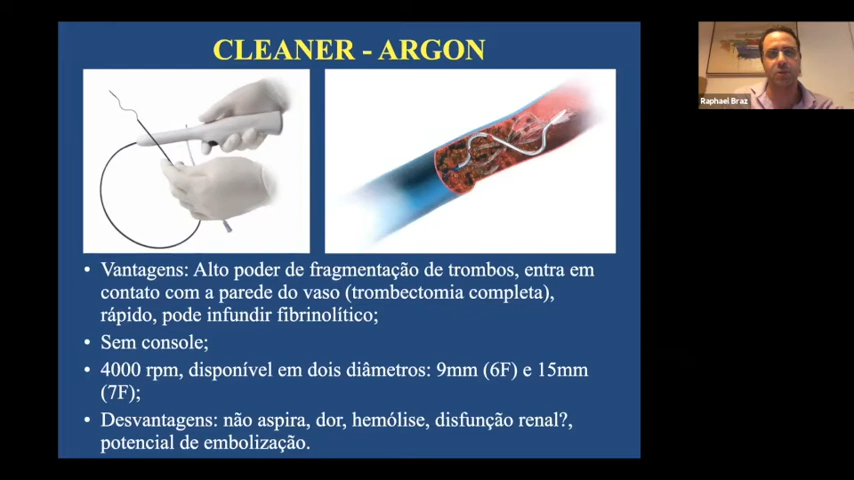 CLEANER - ARGON
Raphael Braz
• Vantagens: Alto poder de fragmentação de trombos, entra em
contato com a parede do vaso (trombectomia completa),
rápido, pode infundir fibrinolítico;
• Sem console;
• 4000 rpm, disponível em dois diâmetros: 9mm (6F) e 15mm
(7F);
• Desvantagens: não aspira, dor, hemólise, disfunção renal?,
potencial de embolização.